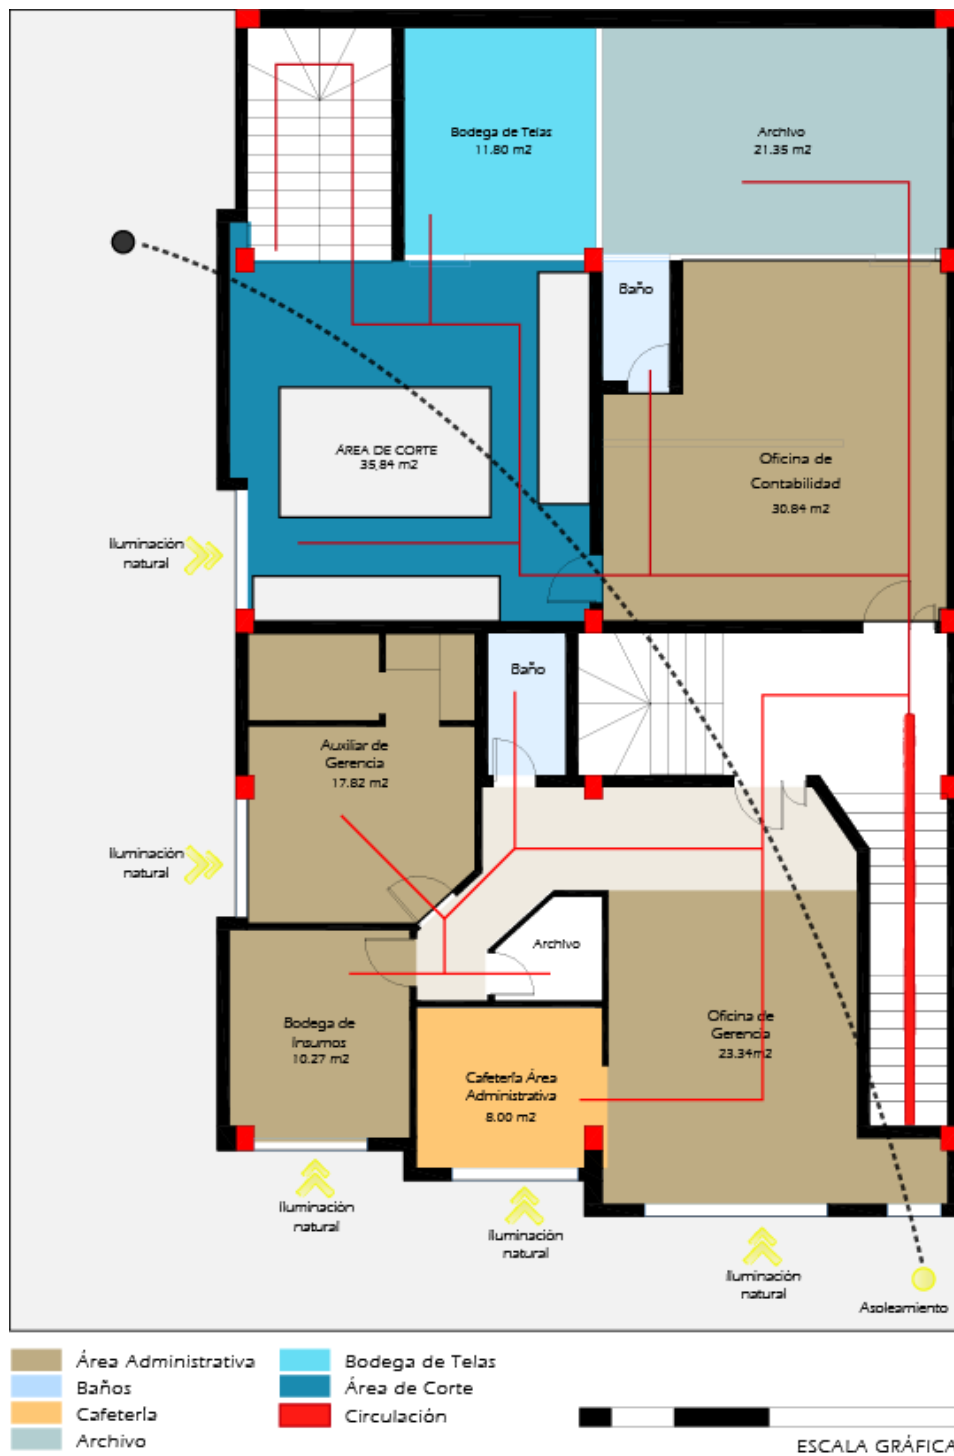 Bodega de Telas
11.80 m2
Archivo
21.35 m2
Baño
ÁREA DE CORTE
35,84 m2
Oficina de
Contabilidad
30.84 m2
Iluminación
natural
Baño
Auxiliar de
Gerencia
17.82 m2
Iluminación
natural
Archivo
Bodega de
Insumos
10.27 m2
Oficina de
Gerencia
23.34m2
Cafetería Área
Administrativa
8.00 m2
Iluminación
natural
Iluminación
natural
Iluminación
natural
Asoleamiento
Área Administrativa
Baños
Cafetería
Archivo
Bodega de Telas
Área de Corte
Circulación
ESCALA GRÁFICA